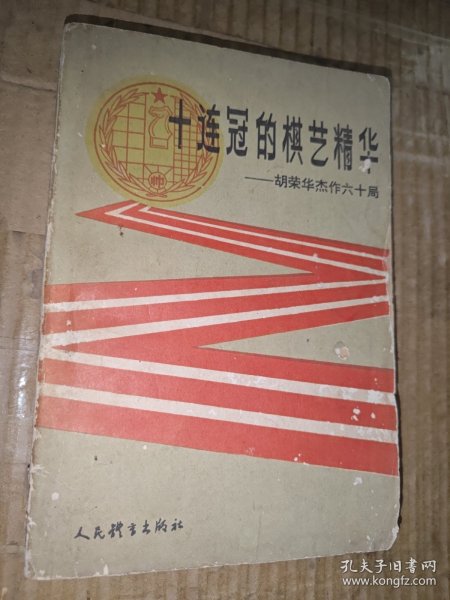 十连冠的棋艺精华
——胡荣华杰作六十局
帅
人民体育出版社
孔夫子旧书网
www.kongfz.com